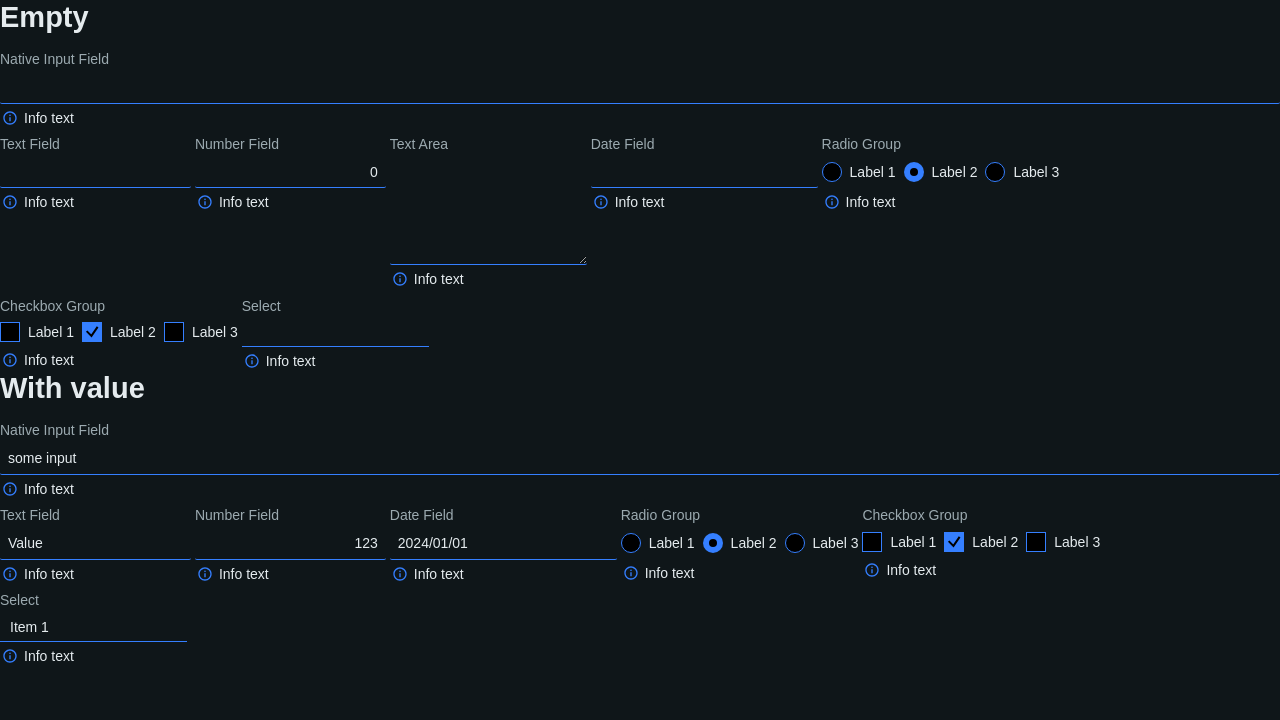 Empty
Native Input Field
Info text
Text Field Number Field Text Area Date Field Radio Group
0 Label 1 Label 2 Label 3
Info text Info text Info text Info text
Info text
Checkbox Group Select
Label 1 Label 2 Label 3
Info text Info text
With value
Native Input Field
some input
Info text
Text Field Number Field Date Field Radio Group Checkbox Group
Value 123 2024/01/01 Label 1 Label 2 Label 3 Label 1 Label 2 Label 3
Info text Info text Info text Info text Info text
Select
Item 1
Info text